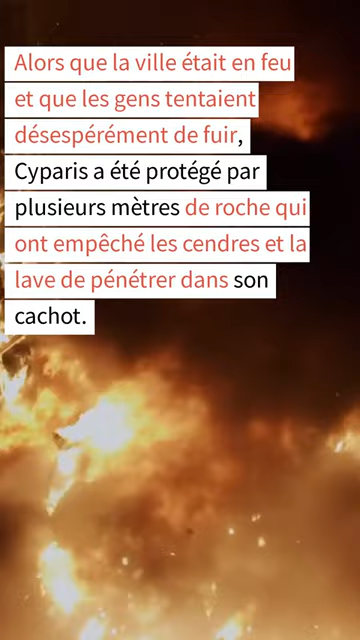 Alors que la ville était en feu
et que les gens tentaient
désespérément de fuir,
Cyparis a été protégé par
plusieurs mètres de roche qui
ont empêché les cendres et la
lave de pénétrer dans son
cachot.